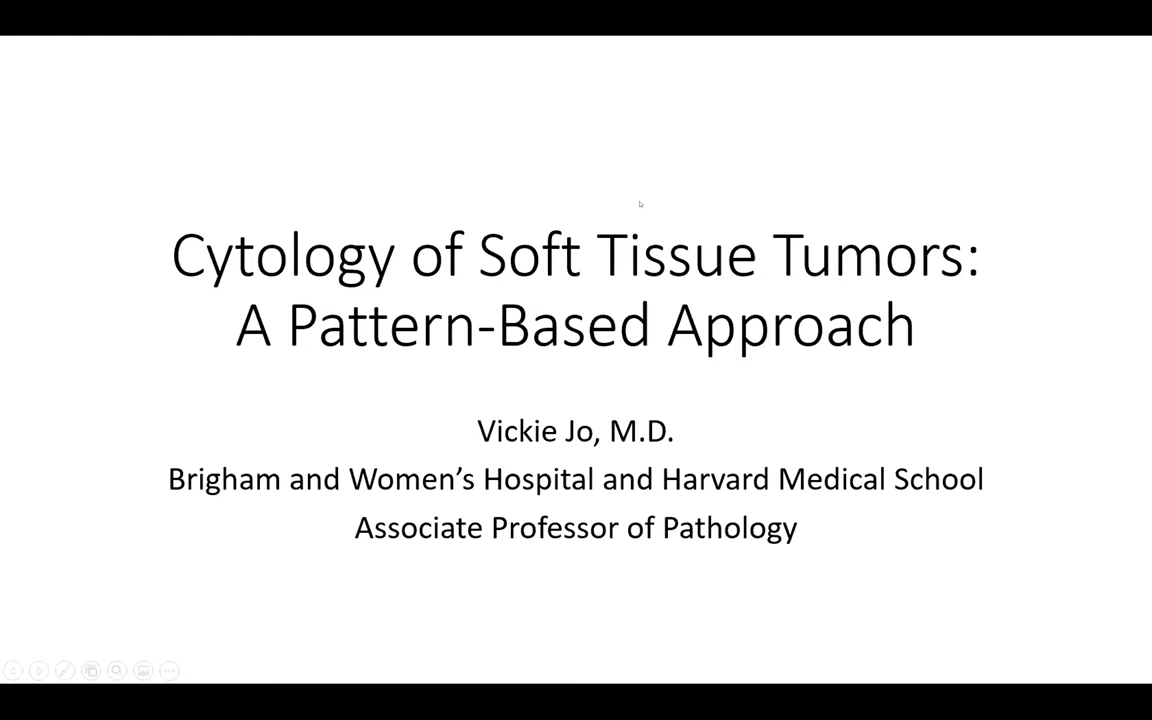 Cytology of Soft Tissue Tumors:
A Pattern-Based Approach
Vickie Jo, M.D.
Brigham and Women's Hospital and Harvard Medical School
Associate Professor of Pathology